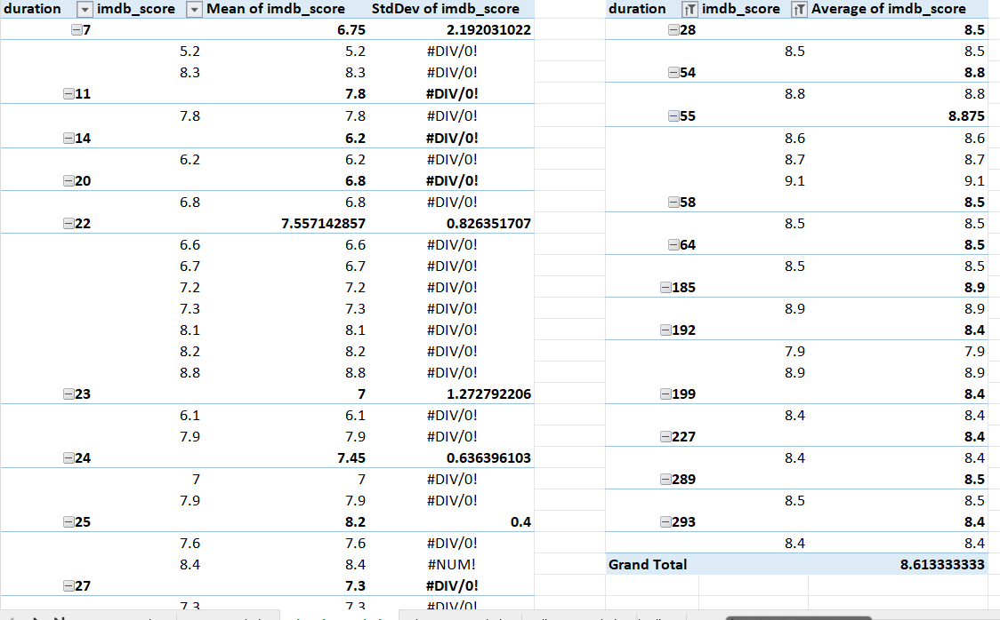 duration imdb_score Mean of imdb_score StdDev of imdb_score
7 6.75 2.192031022
5.2 5.2 #DIV/0!
8.3 8.3 #DIV/0!
11 7.8 #DIV/0!
7.8 7.8 #DIV/0!
14 6.2 #DIV/0!
6.2 6.2 #DIV/0!
20 6.8 #DIV/0!
6.8 6.8 #DIV/0!
22 7.557142857 0.826351707
6.6 6.6 #DIV/0!
6.7 6.7 #DIV/0!
7.2 7.2 #DIV/0!
7.3 7.3 #DIV/0!
8.1 8.1 #DIV/0!
8.2 8.2 #DIV/0!
8.8 8.8 #DIV/0!
23 7 1.272792206
6.1 6.1 #DIV/0!
7.9 7.9 #DIV/0!
24 7.45 0.636396103
7 7 #DIV/0!
7.9 7.9 #DIV/0!
25 8.2 0.4
7.6 7.6 #DIV/0!
8.4 8.4 #NUM!
27 7.3 #DIV/0!
7.3 7.3 #DIV/0!
duration imdb_score Average of imdb_score
28 8.5
8.5 8.5
54 8.8
8.8 8.8
55 8.875
8.6 8.6
8.7 8.7
9.1 9.1
58 8.5
8.5 8.5
64 8.5
8.5 8.5
185 8.9
8.9 8.9
192 8.4
7.9 7.9
8.9 8.9
199 8.4
8.4 8.4
227 8.4
8.4 8.4
289 8.5
8.5 8.5
293 8.4
8.4 8.4
Grand Total 8.613333333